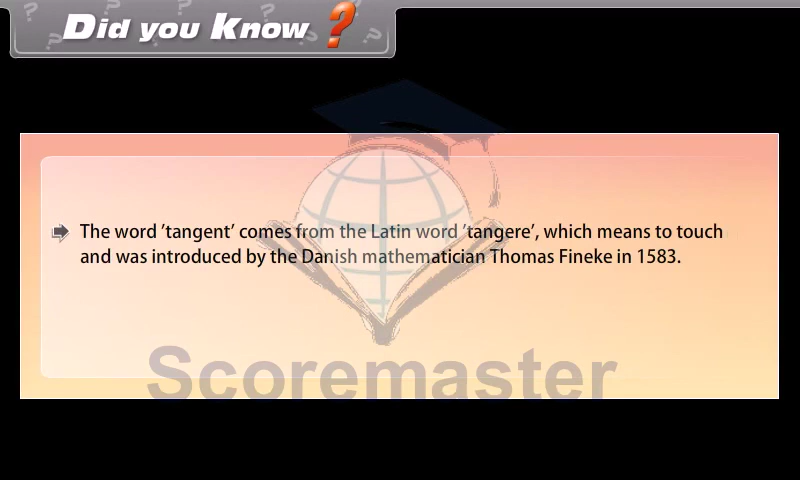 Did you Know ?
The word ’tangent’ comes from the Latin word ’tangere’, which means to touch
and was introduced by the Danish mathematician Thomas Fineke in 1583.
Scoremaster